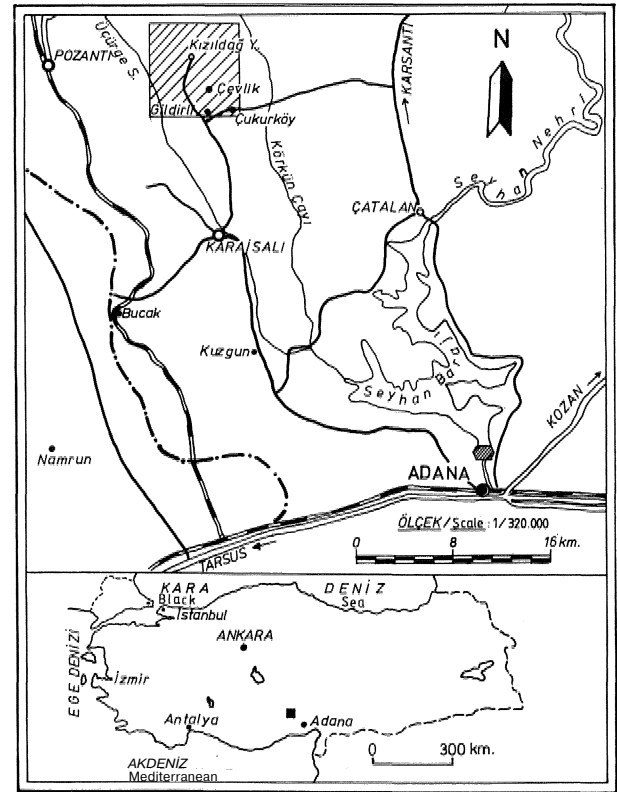 POZANTI
Üçürge S.
Kızıldağ Y.
Çevlik
Gildirli
Çukurköy
KARSANTI
N
Körkün Çayı
Seyhan Nehri
ÇATALAN
KARAİSALI
Bucak
Kuzgun
Seyhan Barajı
Namrun
KOZAN
ADANA
TARSUS
ÖLÇEK/Scale : 1/320.000
0 8 16 km.
KARA DENİZ
Black Sea
İstanbul
ANKARA
EGE DENİZİ
İzmir
Antalya
Adana
AKDENİZ
Mediterranean
0 300 km.